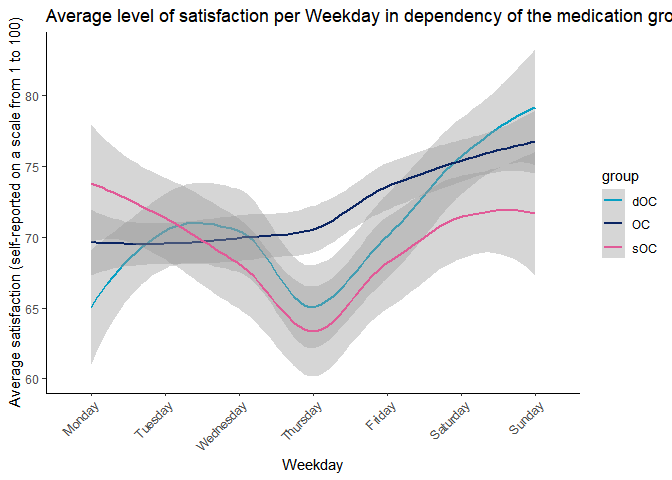 Average level of satisfaction per Weekday in dependency of the medication gro
Average satisfaction (self-reported on a scale from 1 to 100)
80
75
70
65
60
Monday
Tuesday
Wednesday
Thursday
Friday
Saturday
Sunday
Weekday
group
dOC
OC
sOC